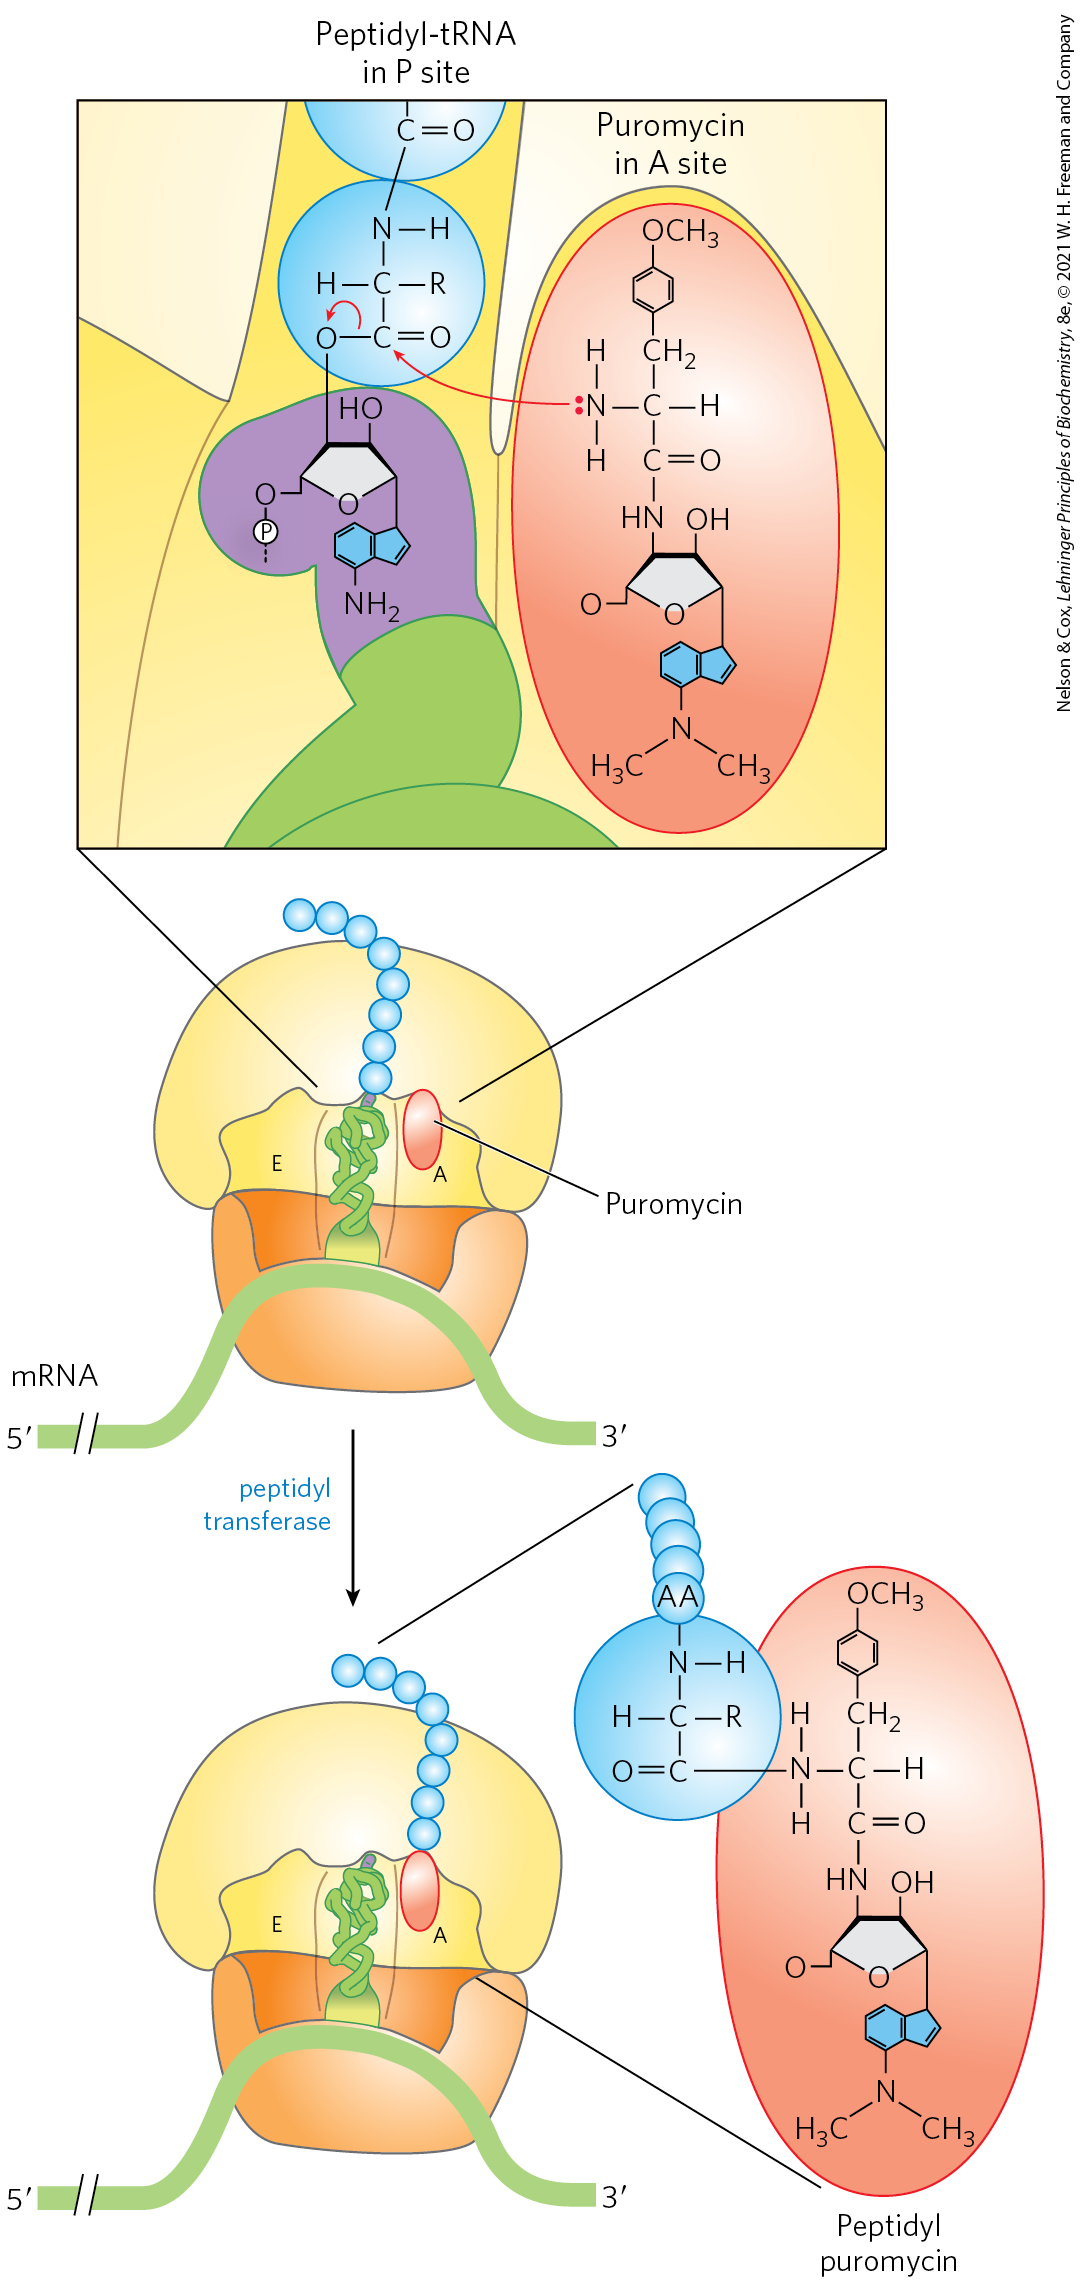 Peptidyl-tRNA
in P site
Puromycin
in A site
C=O
N—H
H—C—R
O—C=O
HO
O
P
O
NH₂
OCH₃
CH₂
H
:N—C—H
H
C=O
HN
OH
O
O
N
H₃C
CH₃
Nelson & Cox, Lehninger Principles of Biochemistry, 8e, © 2021 W. H. Freeman and Company
E
A
Puromycin
mRNA
5′
3′
peptidyl
transferase
AA
N—H
H—C—R
O=C
OCH₃
CH₂
H
N—C—H
H
C=O
HN
OH
O
O
N
H₃C
CH₃
E
A
5′
3′
Peptidyl
puromycin